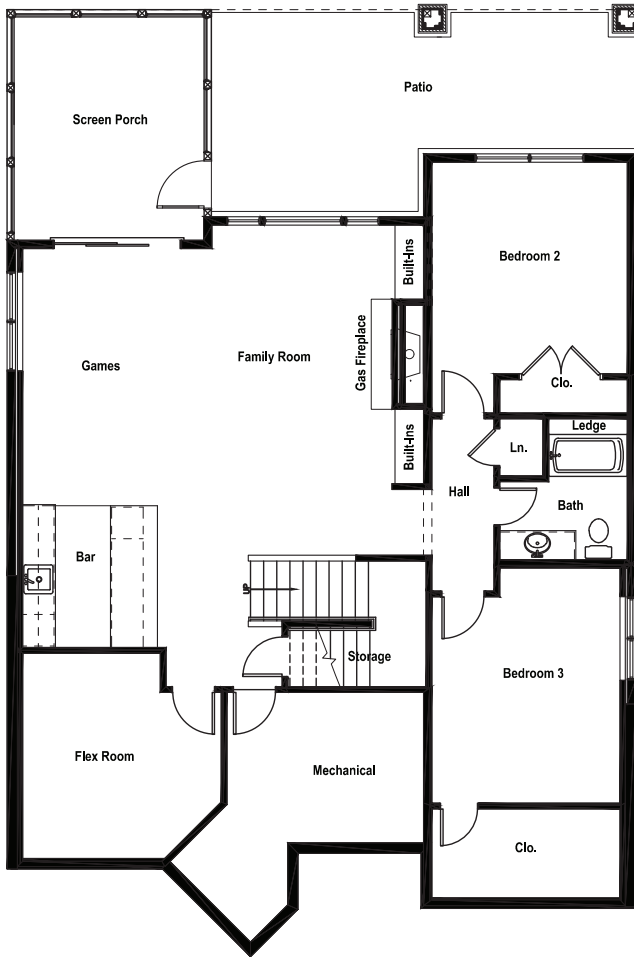 Patio
Screen Porch
Built-Ins
Bedroom 2
Gas Fireplace
Family Room
Games
Clo.
Ledge
Built-Ins
Ln.
Hall
Bath
Bar
UP
Storage
Bedroom 3
Flex Room
Mechanical
Clo.